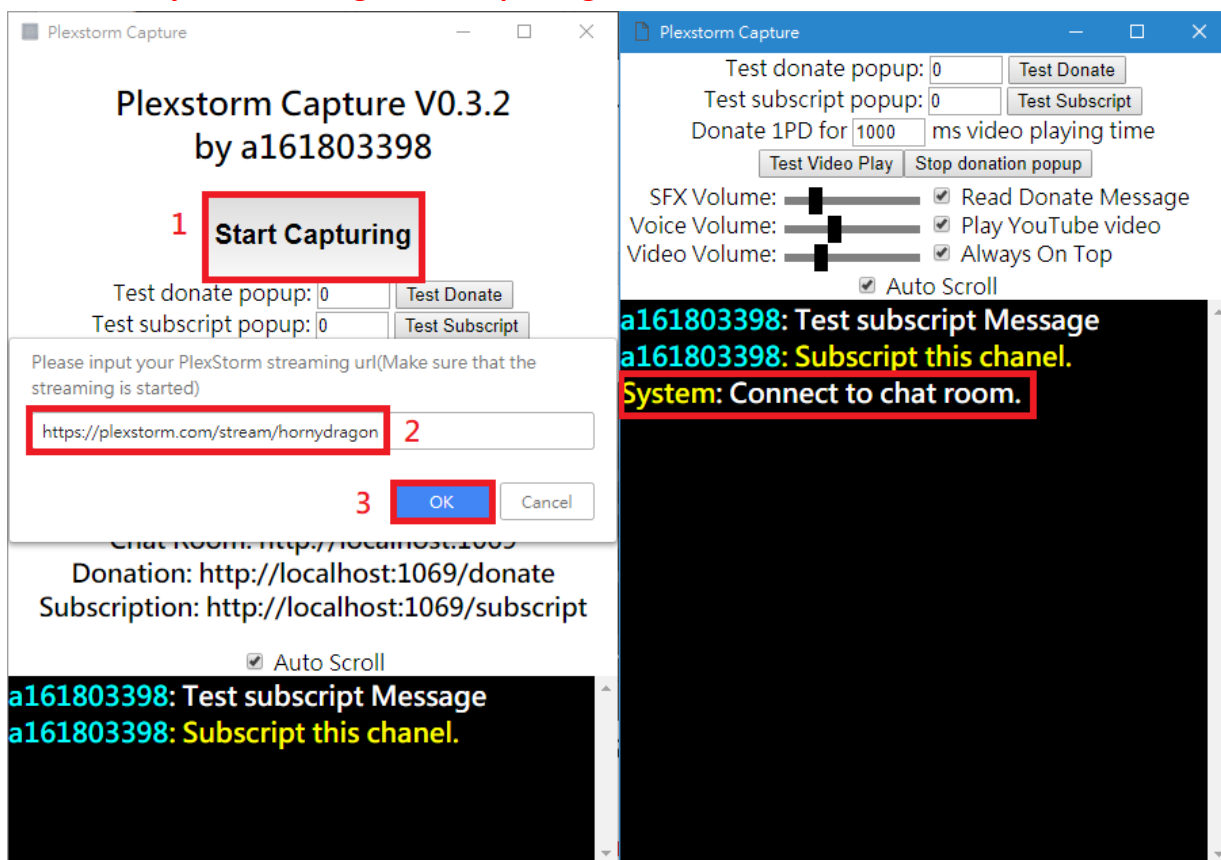 Plexstorm Capture
Plexstorm Capture V0.3.2
by a161803398
1
Start Capturing
Test donate popup: 0 Test Donate
Test subscript popup: 0 Test Subscript
Please input your PlexStorm streaming url(Make sure that the
streaming is started)
https://plexstorm.com/stream/hornydragon 2
3 OK Cancel
Chat Room: http://localhost:1069
Donation: http://localhost:1069/donate
Subscription: http://localhost:1069/subscript
Auto Scroll
a161803398: Test subscript Message
a161803398: Subscript this chanel.
Plexstorm Capture
Test donate popup: 0 Test Donate
Test subscript popup: 0 Test Subscript
Donate 1PD for 1000 ms video playing time
Test Video Play Stop donation popup
SFX Volume: Read Donate Message
Voice Volume: Play YouTube video
Video Volume: Always On Top
Auto Scroll
a161803398: Test subscript Message
a161803398: Subscript this chanel.
System: Connect to chat room.